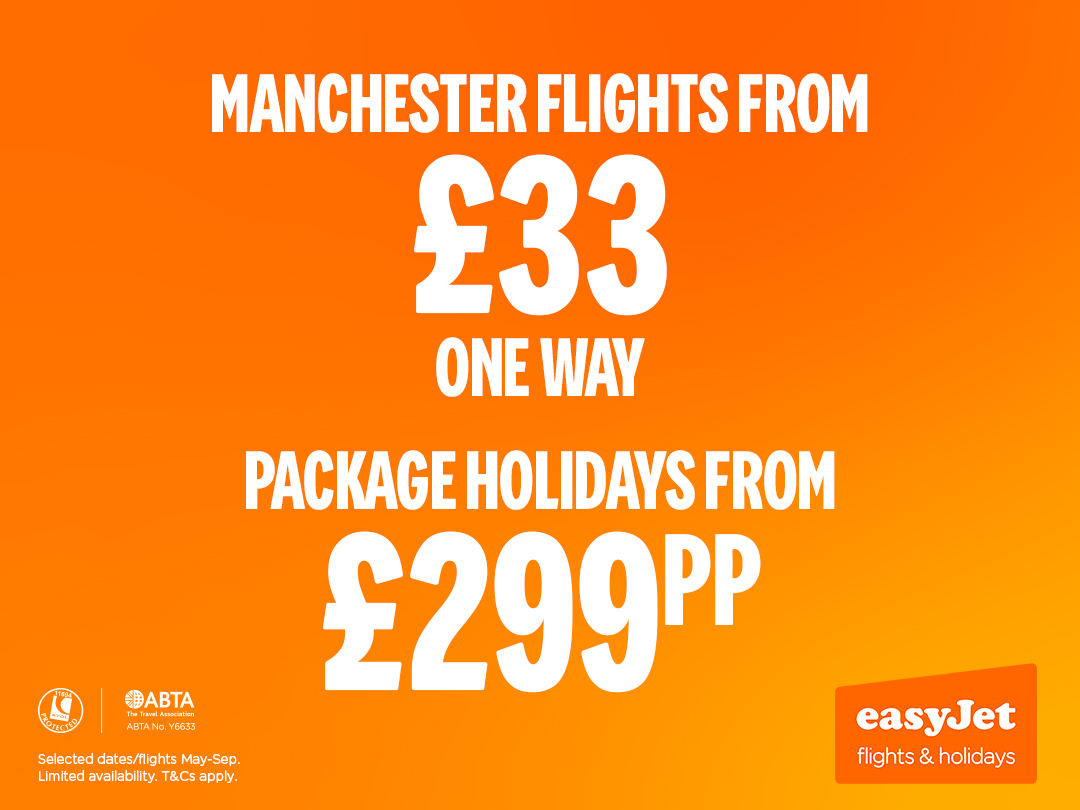 MANCHESTER FLIGHTS FROM
£33
ONE WAY
PACKAGE HOLIDAYS FROM
£299PP
PROTECTED
ABTA
The Travel Association
ABTA No. Y6633
Selected dates/flights May-Sep.
Limited availability. T&Cs apply.
easyJet
flights & holidays